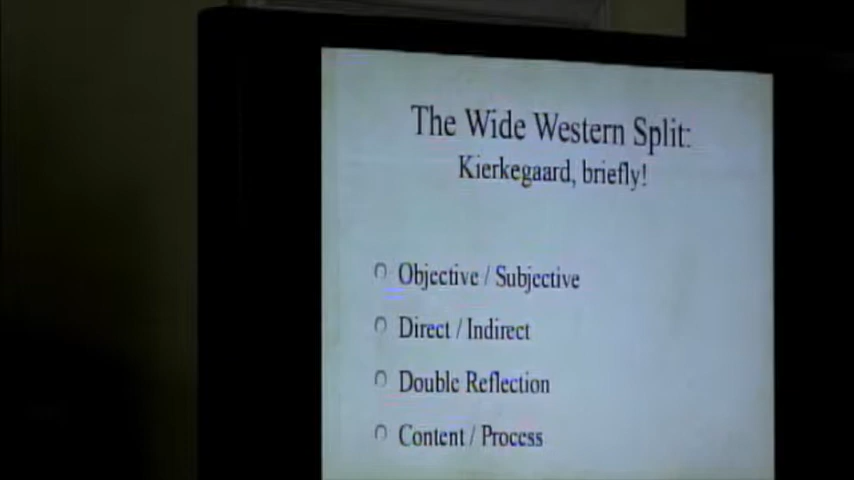 The Wide Western Split:
Kierkegaard, briefly!
Objective / Subjective
Direct / Indirect
Double Reflection
Content / Process